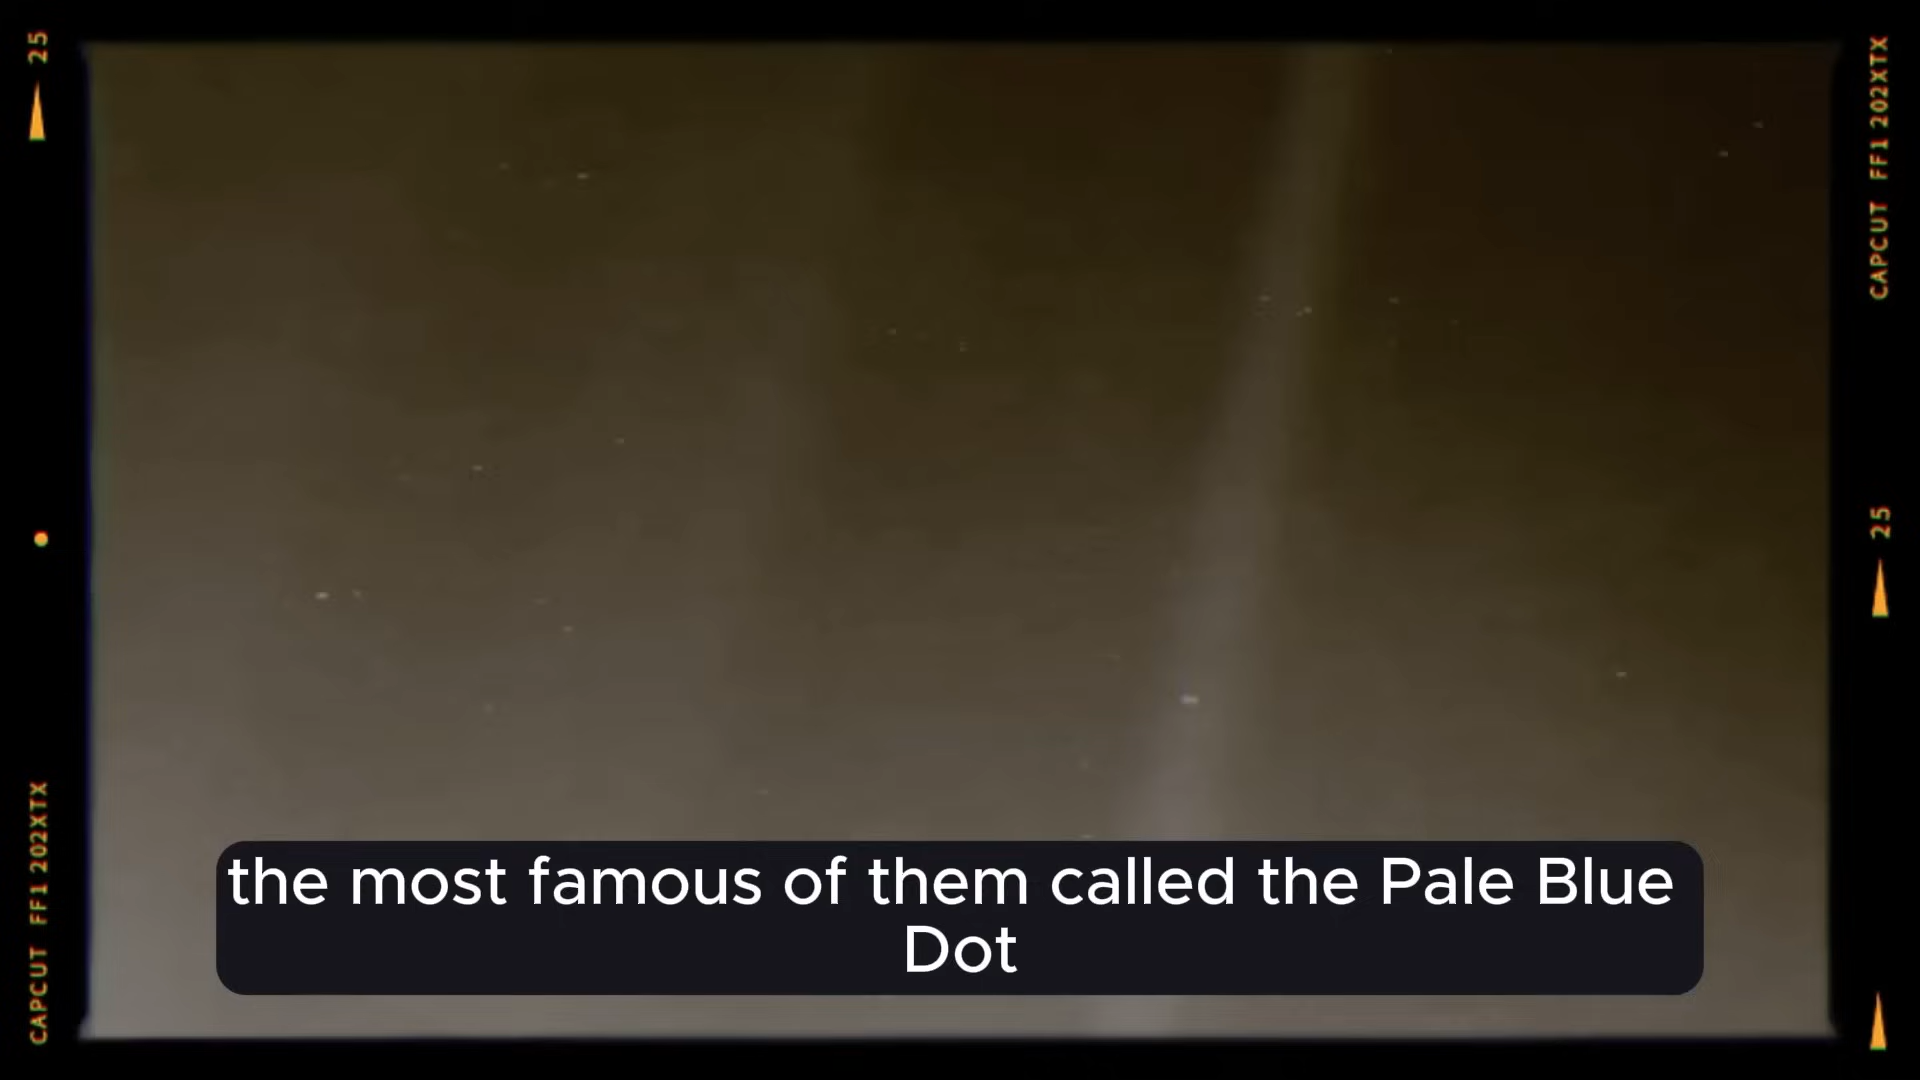 25
CAPCUT FF1 202XTX
the most famous of them called the Pale Blue
Dot
CAPCUT FF1 202XTX
25